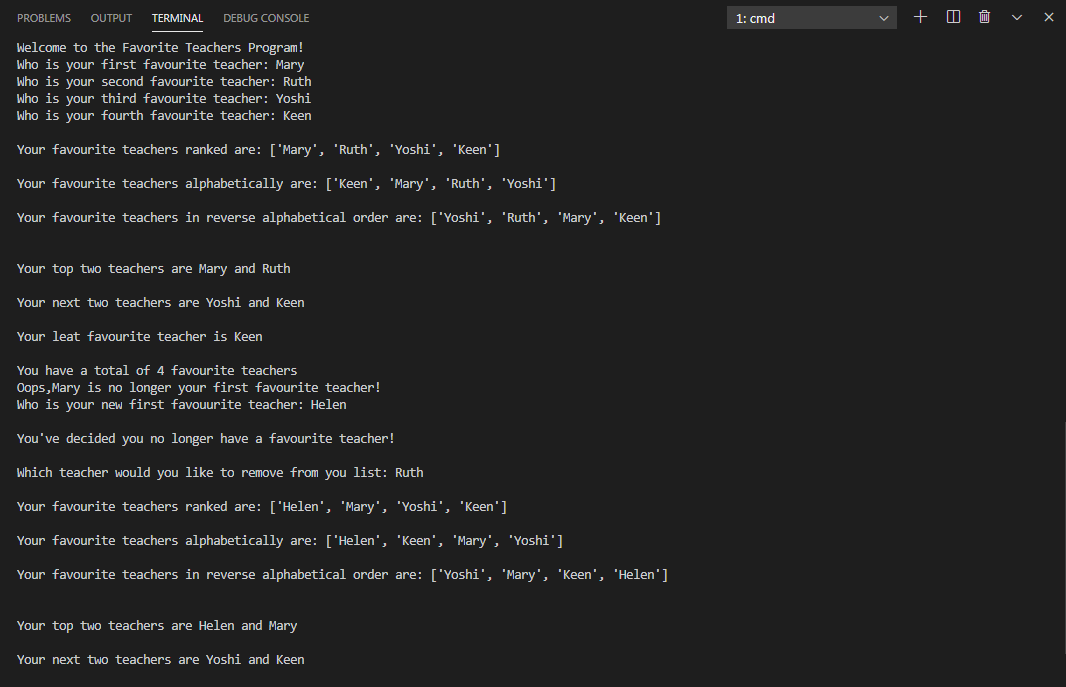 PROBLEMS OUTPUT TERMINAL DEBUG CONSOLE 1: cmd
Welcome to the Favorite Teachers Program!
Who is your first favourite teacher: Mary
Who is your second favourite teacher: Ruth
Who is your third favourite teacher: Yoshi
Who is your fourth favourite teacher: Keen
Your favourite teachers ranked are: ['Mary', 'Ruth', 'Yoshi', 'Keen']
Your favourite teachers alphabetically are: ['Keen', 'Mary', 'Ruth', 'Yoshi']
Your favourite teachers in reverse alphabetical order are: ['Yoshi', 'Ruth', 'Mary', 'Keen']
Your top two teachers are Mary and Ruth
Your next two teachers are Yoshi and Keen
Your leat favourite teacher is Keen
You have a total of 4 favourite teachers
Oops,Mary is no longer your first favourite teacher!
Who is your new first favouurite teacher: Helen
You've decided you no longer have a favourite teacher!
Which teacher would you like to remove from you list: Ruth
Your favourite teachers ranked are: ['Helen', 'Mary', 'Yoshi', 'Keen']
Your favourite teachers alphabetically are: ['Helen', 'Keen', 'Mary', 'Yoshi']
Your favourite teachers in reverse alphabetical order are: ['Yoshi', 'Mary', 'Keen', 'Helen']
Your top two teachers are Helen and Mary
Your next two teachers are Yoshi and Keen